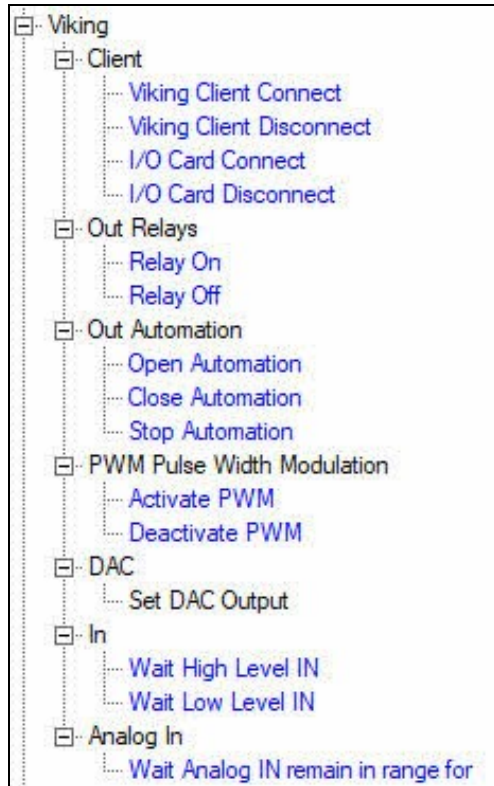 Viking
Client
Viking Client Connect
Viking Client Disconnect
I/O Card Connect
I/O Card Disconnect
Out Relays
Relay On
Relay Off
Out Automation
Open Automation
Close Automation
Stop Automation
PWM Pulse Width Modulation
Activate PWM
Deactivate PWM
DAC
Set DAC Output
In
Wait High Level IN
Wait Low Level IN
Analog In
Wait Analog IN remain in range for